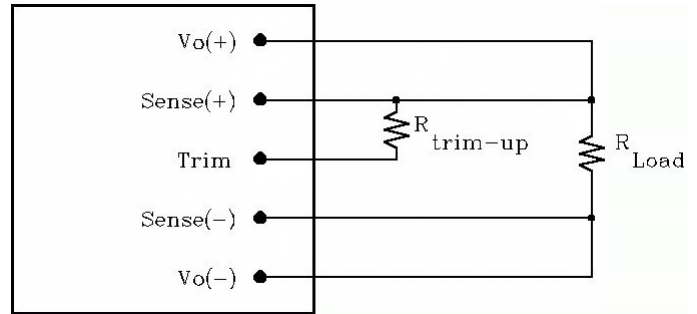 Vo(+)
Sense(+)
R trim-up
Trim
R Load
Sense(-)
Vo(-)